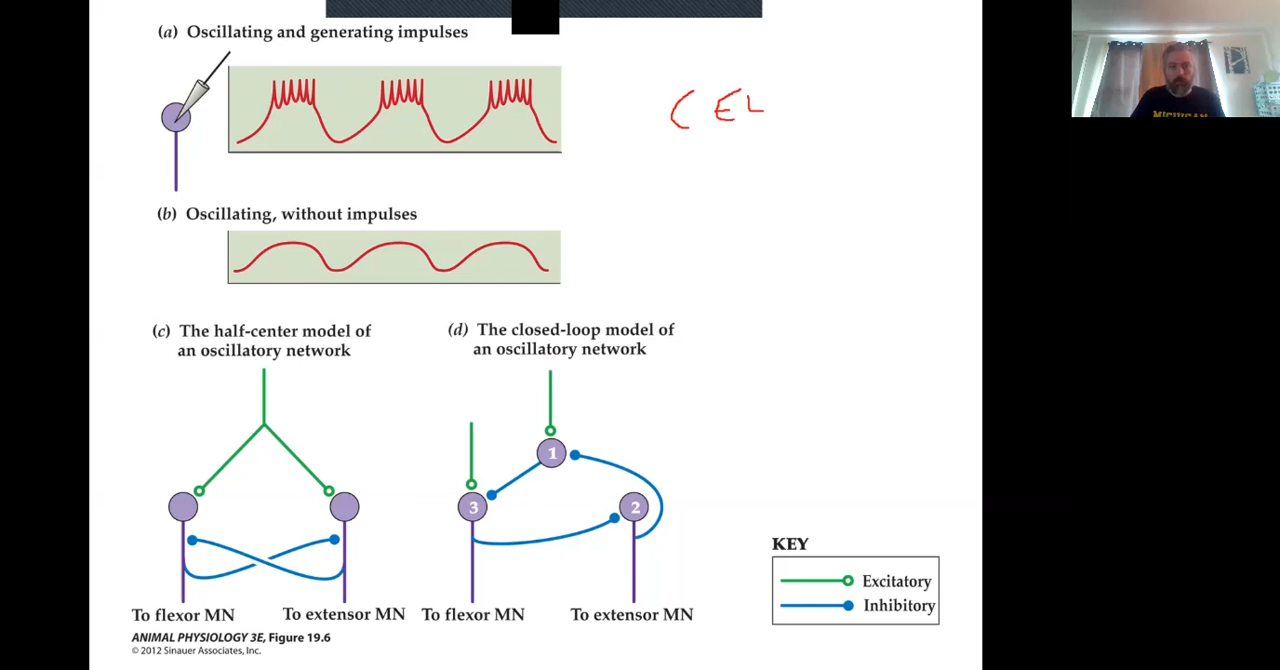 (a) Oscillating and generating impulses
CEL
(b) Oscillating, without impulses
(c) The half-center model of
an oscillatory network
(d) The closed-loop model of
an oscillatory network
1
3
2
To flexor MN
To extensor MN
To flexor MN
To extensor MN
KEY
Excitatory
Inhibitory
ANIMAL PHYSIOLOGY 3E, Figure 19.6
© 2012 Sinauer Associates, Inc.
MICHIGAN